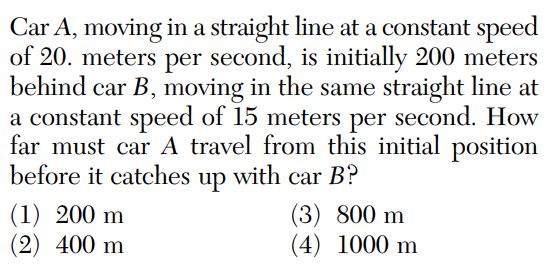 Car A, moving in a straight line at a constant speed
of 20. meters per second, is initially 200 meters
behind car B, moving in the same straight line at
a constant speed of 15 meters per second. How
far must car A travel from this initial position
before it catches up with car B?
(1) 200 m (3) 800 m
(2) 400 m (4) 1000 m